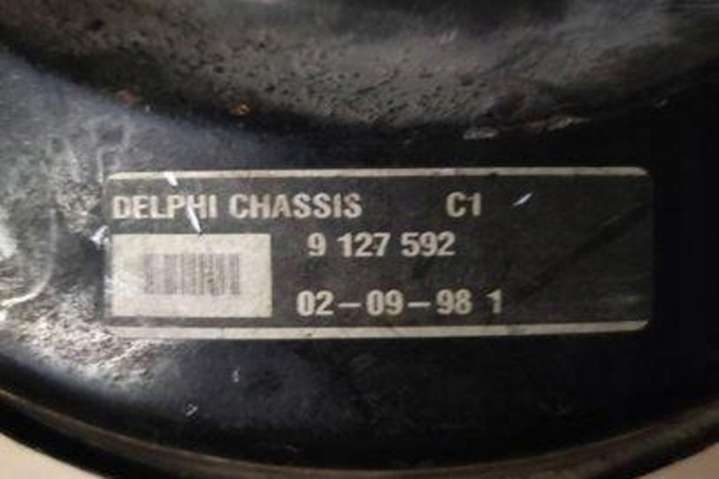 DELPHI CHASSIS C1
9 127 592
02-09-98 1